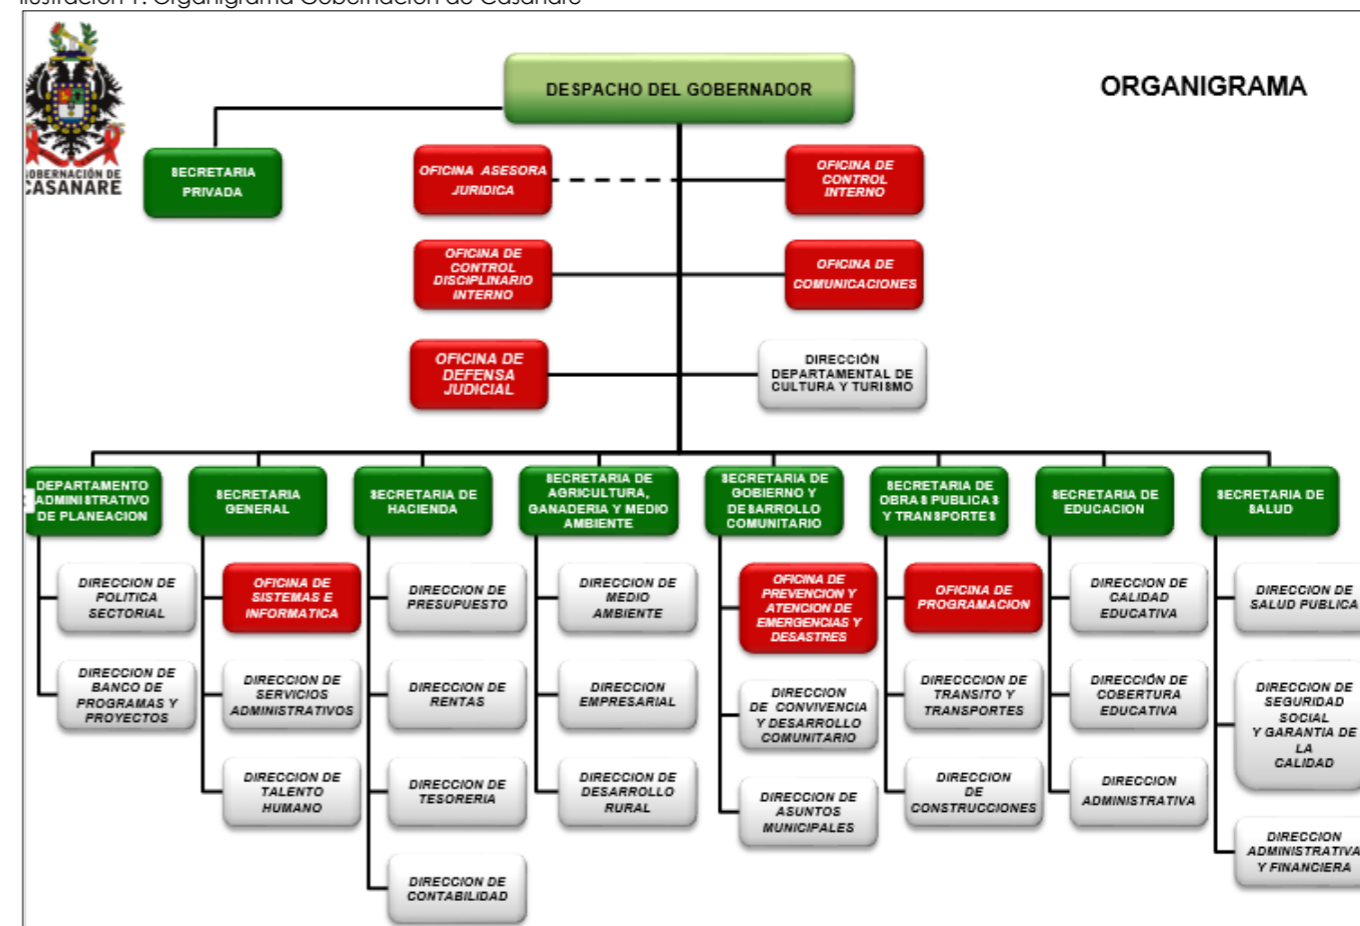 Ilustración 1. Organigrama Gobernación de Casanare
GOBERNACIÓN DE
CASANARE
DESPACHO DEL GOBERNADOR
ORGANIGRAMA
SECRETARIA
PRIVADA
OFICINA ASESORA
JURIDICA
OFICINA DE
CONTROL
INTERNO
OFICINA DE
CONTROL
DISCIPLINARIO
INTERNO
OFICINA DE
COMUNICACIONES
OFICINA DE
DEFENSA
JUDICIAL
DIRECCIÓN
DEPARTAMENTAL DE
CULTURA Y TURISMO
DEPARTAMENTO
ADMINISTRATIVO
DE PLANEACION
SECRETARIA
GENERAL
SECRETARIA DE
HACIENDA
SECRETARIA DE
AGRICULTURA,
GANADERIA Y MEDIO
AMBIENTE
SECRETARIA DE
GOBIERNO Y
DESARROLLO
COMUNITARIO
SECRETARIA DE
OBRAS PUBLICAS
Y TRANSPORTES
SECRETARIA DE
EDUCACION
SECRETARIA DE
SALUD
DIRECCION DE
POLITICA
SECTORIAL
OFICINA DE
SISTEMAS E
INFORMATICA
DIRECCION DE
PRESUPUESTO
DIRECCION DE
MEDIO
AMBIENTE
OFICINA DE
PREVENCION Y
ATENCION DE
EMERGENCIAS Y
DESASTRES
OFICINA DE
PROGRAMACION
DIRECCION DE
CALIDAD
EDUCATIVA
DIRECCION DE
SALUD PUBLICA
DIRECCION DE
BANCO DE
PROGRAMAS Y
PROYECTOS
DIRECCION DE
SERVICIOS
ADMINISTRATIVOS
DIRECCION DE
RENTAS
DIRECCION
EMPRESARIAL
DIRECCION
DE CONVIVENCIA
Y DESARROLLO
COMUNITARIO
DIRECCCION DE
TRANSITO Y
TRANSPORTES
DIRECCIÓN DE
COBERTURA
EDUCATIVA
DIRECCION DE
SEGURIDAD
SOCIAL
Y GARANTIA DE
LA
CALIDAD
DIRECCION DE
TALENTO
HUMANO
DIRECCION DE
TESORERIA
DIRECCION DE
DESARROLLO
RURAL
DIRECCION DE
ASUNTOS
MUNICIPALES
DIRECCION
DE
CONSTRUCCIONES
DIRECCION
ADMINISTRATIVA
DIRECCION
ADMINISTRATIVA
Y FINANCIERA
DIRECCION DE
CONTABILIDAD